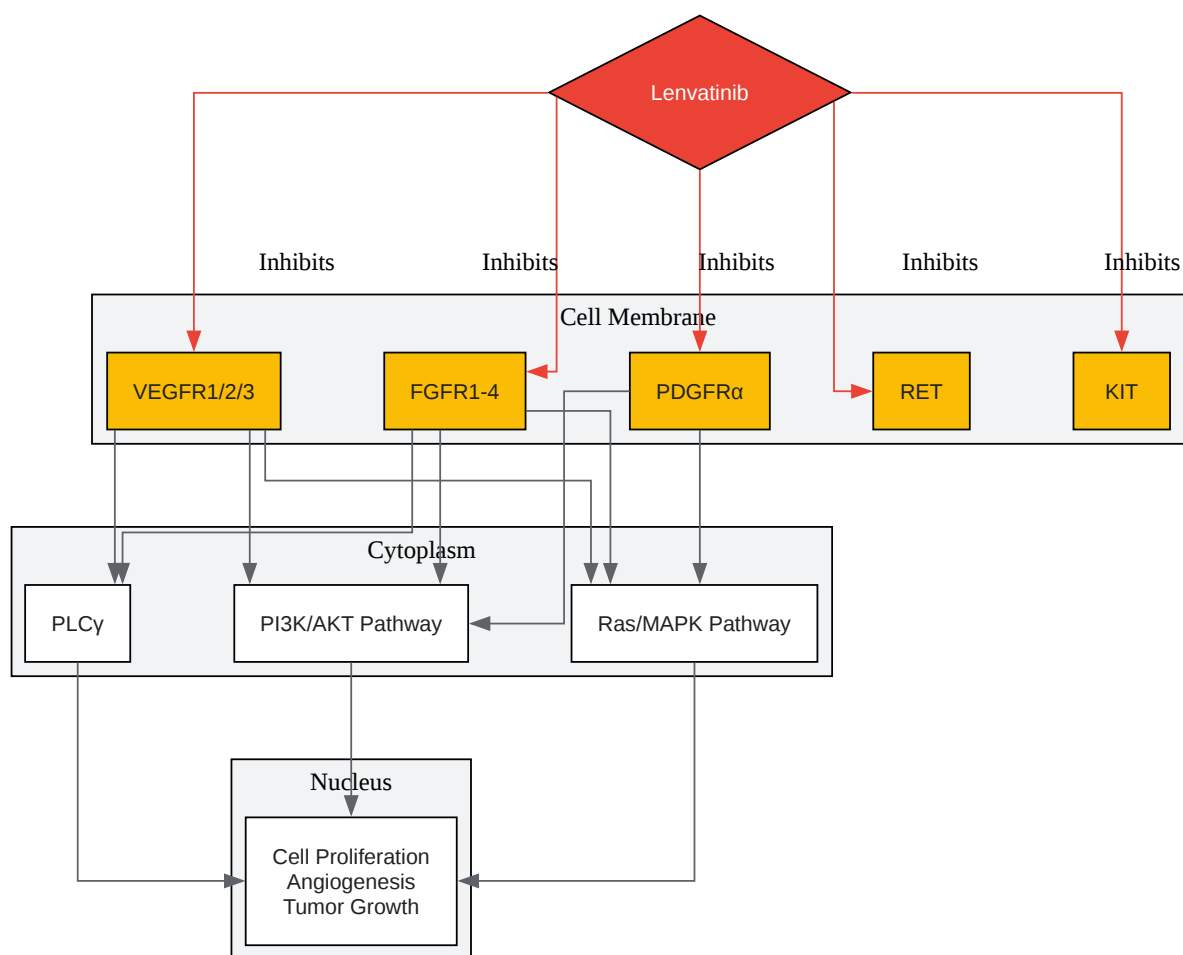 Lenvatinib
Inhibits
Inhibits
Inhibits
Inhibits
Inhibits
Cell Membrane
VEGFR1/2/3
FGFR1-4
PDGFRα
RET
KIT
Cytoplasm
PLCγ
PI3K/AKT Pathway
Ras/MAPK Pathway
Nucleus
Cell Proliferation
Angiogenesis
Tumor Growth